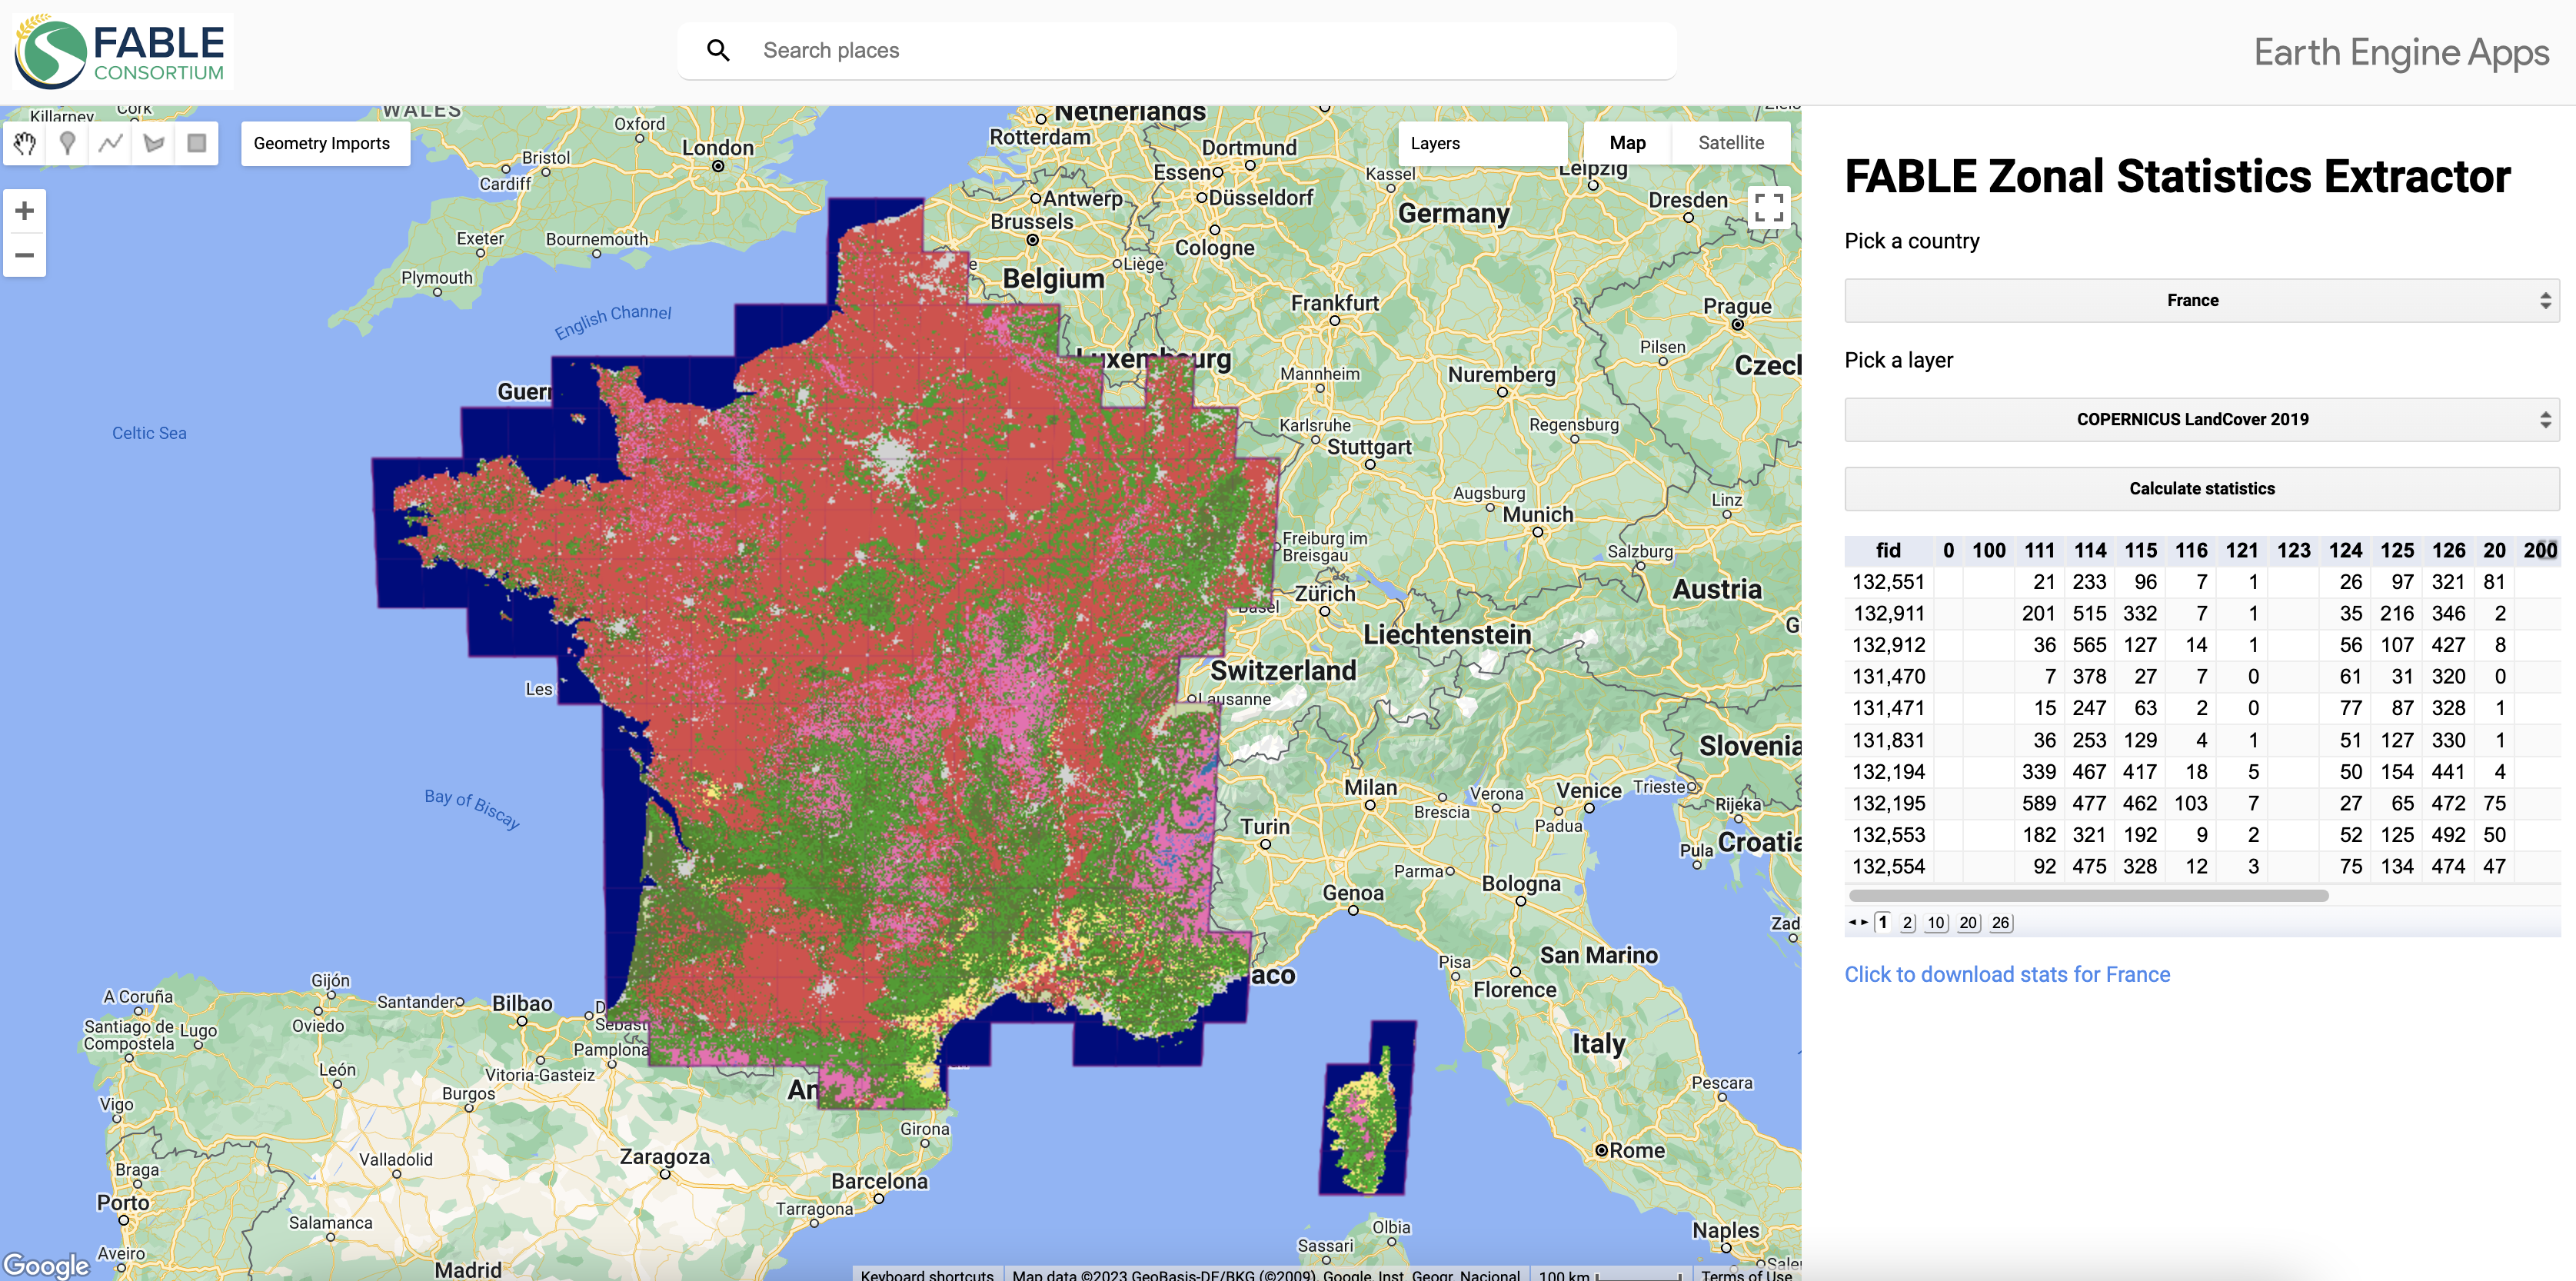 FABLE
CONSORTIUM
Search places
Earth Engine Apps
Geometry Imports
Layers
Map
Satellite
FABLE Zonal Statistics Extractor
Pick a country
France
Pick a layer
COPERNICUS LandCover 2019
Calculate statistics
fid 0 100 111 114 115 116 121 123 124 125 126 20 200
132,551 21 233 96 7 1 26 97 321 81
132,911 201 515 332 7 1 35 216 346 2
132,912 36 565 127 14 1 56 107 427 8
131,470 7 378 27 7 0 61 31 320 0
131,471 15 247 63 2 0 77 87 328 1
131,831 36 253 129 4 1 51 127 330 1
132,194 339 467 417 18 5 50 154 441 4
132,195 589 477 462 103 7 27 65 472 75
132,553 182 321 192 9 2 52 125 492 50
132,554 92 475 328 12 3 75 134 474 47
1 2 10 20 26
Click to download stats for France
Killarney
Cork
WALES
Oxford
London
Bristol
Cardiff
Exeter
Bournemouth
Plymouth
English Channel
Celtic Sea
Guer
Les
Bay of Biscay
Netherlands
Rotterdam
Dortmund
Essen
Antwerp
Düsseldorf
Brussels
Cologne
Liège
Belgium
Kassel
Leipzig
Germany
Dresden
Frankfurt
Prague
Pilsen
Luxembourg
Mannheim
Nuremberg
Czecl
Karlsruhe
Regensburg
Stuttgart
Augsburg
Munich
Linz
Freiburg im
Breisgau
Salzburg
Basel
Zürich
Austria
Liechtenstein
Switzerland
Lausanne
Slovenia
Milan
Verona
Venice
Trieste
Rijeka
Brescia
Padua
Turin
Pula
Croatia
Parma
Bologna
Genoa
Zad
San Marino
aco
Pisa
Florence
Italy
Pescara
Rome
Olbia
Sassari
Naples
Saler
A Coruña
Gijón
Santander
Bilbao
Santiago de
Compostela
Lugo
Oviedo
Sebast
Pamplona
Vitoria-Gasteiz
León
Burgos
Vigo
An
Girona
Valladolid
Zaragoza
Braga
Barcelona
Porto
Tarragona
Salamanca
Aveiro
Madrid
Google
Keyboard shortcuts
Map data ©2023 GeoBasis-DE/BKG (©2009), Google, Inst. Geogr. Nacional
100 km
Terms of Use